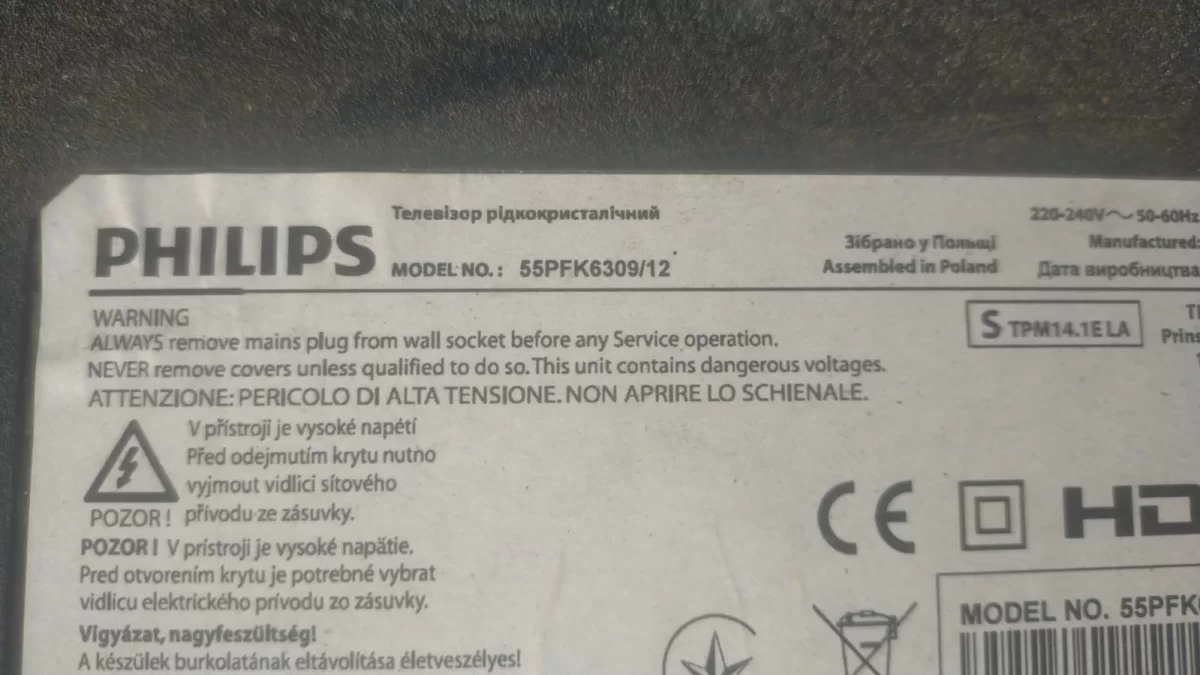 Телевізор рідкокристалічний
PHILIPS
MODEL NO.: 55PFK6309/12
Зібрано у Польщі
Assembled in Poland
220-240V~50-60Hz
Manufactured:
Дата виробництва
WARNING
ALWAYS remove mains plug from wall socket before any Service operation.
NEVER remove covers unless qualified to do so. This unit contains dangerous voltages.
ATTENZIONE: PERICOLO DI ALTA TENSIONE. NON APRIRE LO SCHIENALE.
S TPM14.1E LA
V přístroji je vysoké napétí
Před odejmutím krytu nutno
vyjmout vidlici sítového
POZOR! přívodu ze zásuvky.
POZOR! V prístroji je vysoké napätie.
Pred otvorením krytu je potrebné vybrat
vidlicu elektrického prívodu zo zásuvky.
Vigyázat, nagyfeszültség!
A készülek burkolatának eltávolítása életveszélyes!
CE
HD
MODEL NO. 55PFK